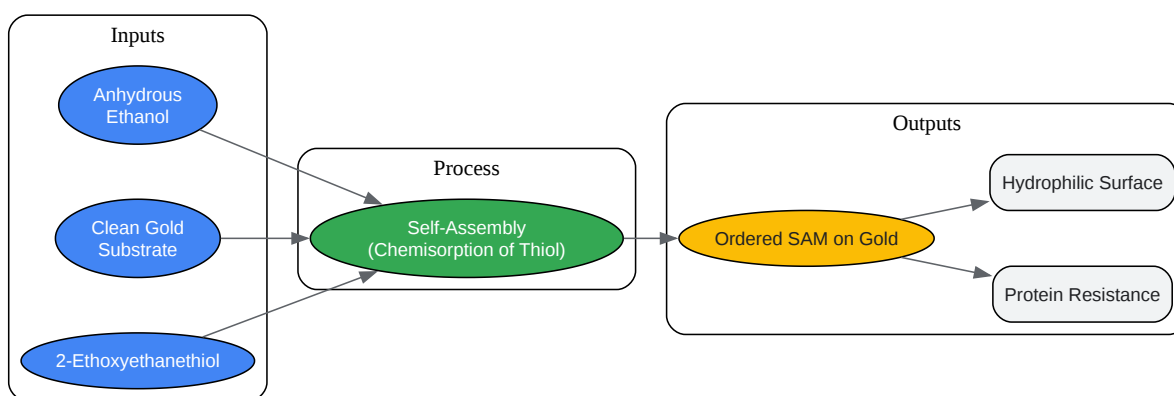 Inputs
Anhydrous
Ethanol
Clean Gold
Substrate
2-Ethoxyethanethiol
Process
Self-Assembly
(Chemisorption of Thiol)
Outputs
Ordered SAM on Gold
Hydrophilic Surface
Protein Resistance